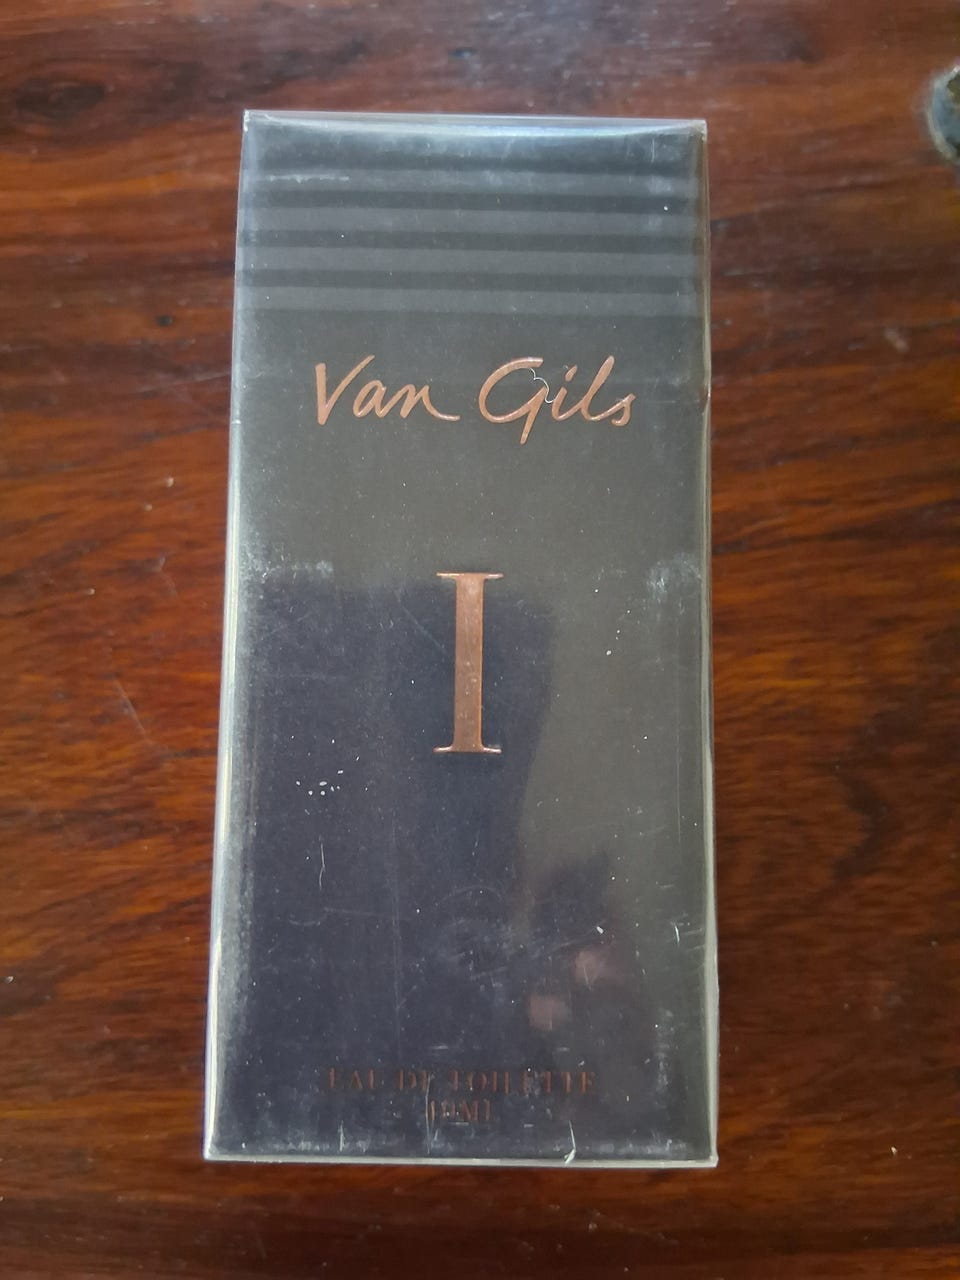 Van Gils
I
EAU DE TOILETTE